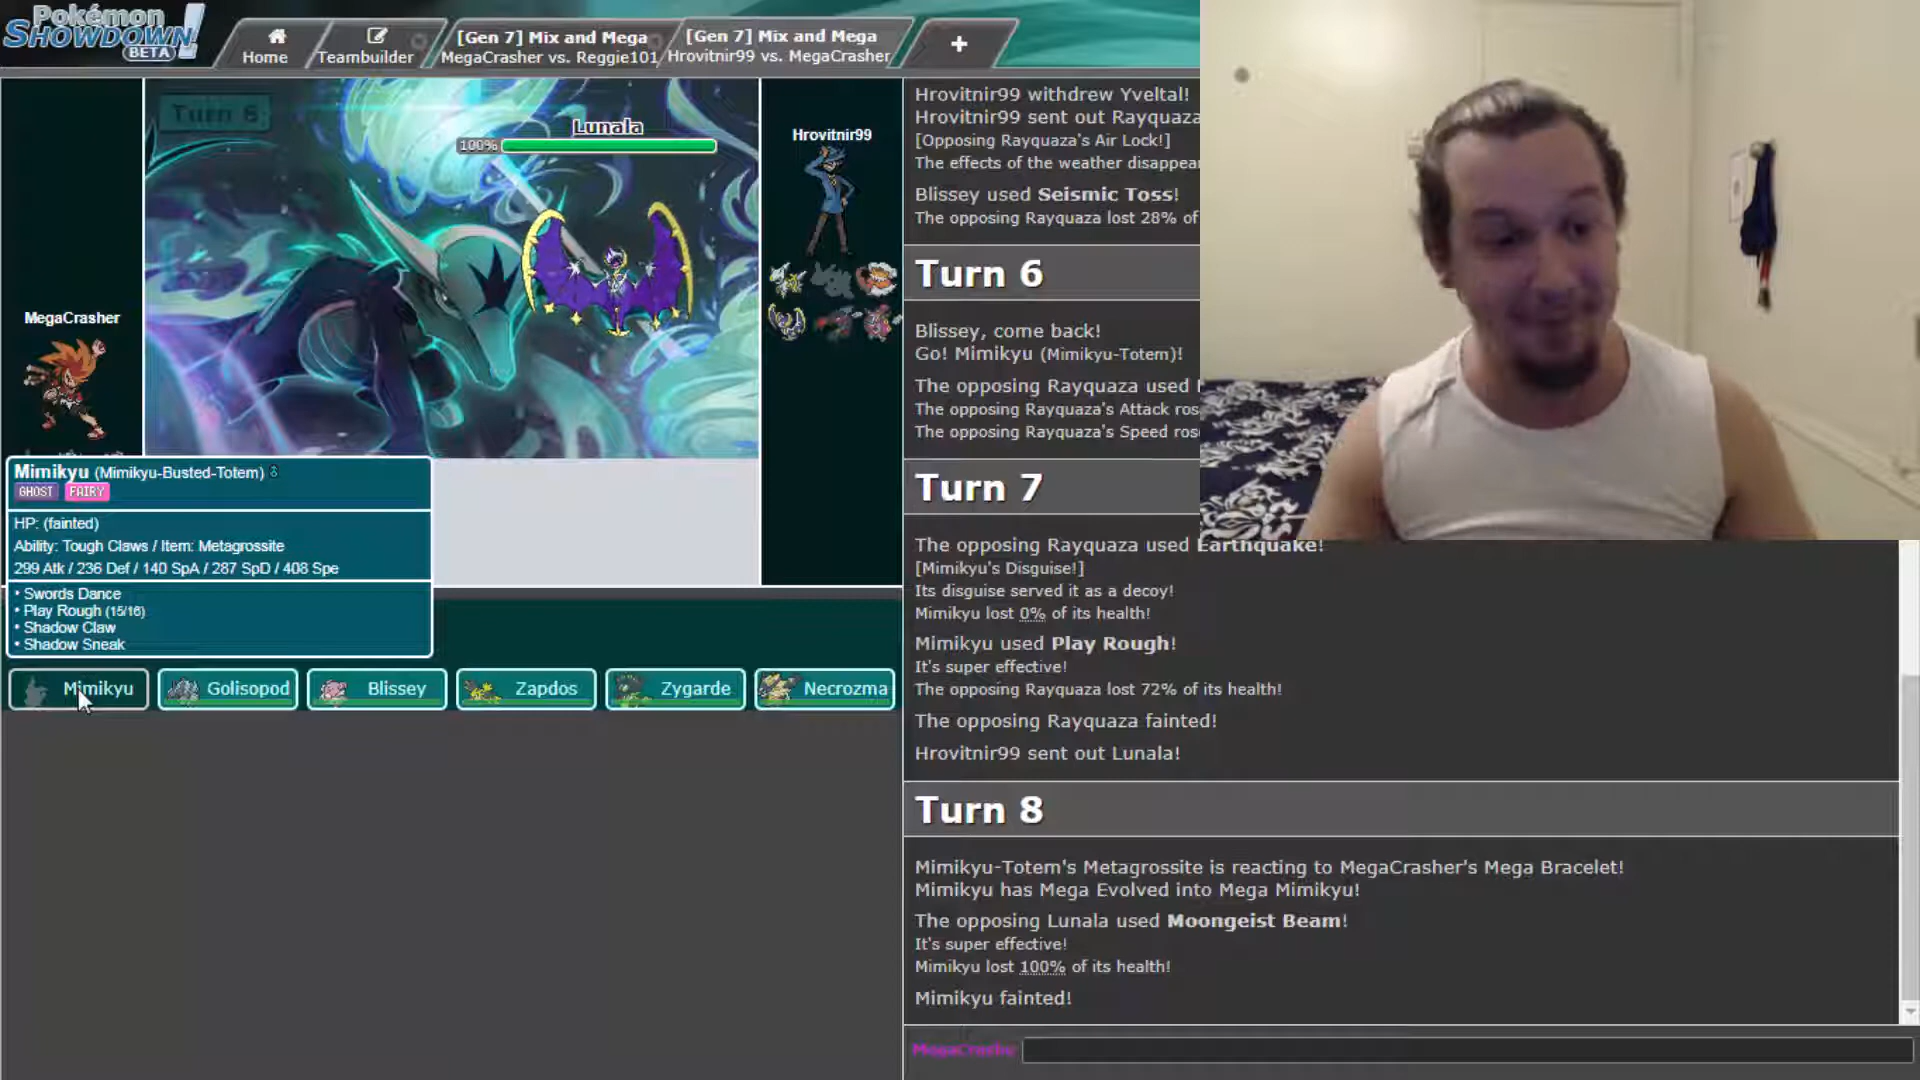 Pokémon
SHOWDOWN!
BETA
Home
Teambuilder
[Gen 7] Mix and Mega
MegaCrasher vs. Reggie101
[Gen 7] Mix and Mega
Hrovitnir99 vs. MegaCrasher
+
Turn 6
Lunala
100%
Hrovitnir99
MegaCrasher
Mimikyu (Mimikyu-Busted-Totem) ♂
GHOST FAIRY
HP: (fainted)
Ability: Tough Claws / Item: Metagrossite
299 Atk / 236 Def / 140 SpA / 287 SpD / 408 Spe
• Swords Dance
• Play Rough (15/16)
• Shadow Claw
• Shadow Sneak
Mimikyu
Golisopod
Blissey
Zapdos
Zygarde
Necrozma
Hrovitnir99 withdrew Yveltal!
Hrovitnir99 sent out Rayquaza
[Opposing Rayquaza's Air Lock!]
The effects of the weather disappear
Blissey used Seismic Toss!
The opposing Rayquaza lost 28% of
Turn 6
Blissey, come back!
Go! Mimikyu (Mimikyu-Totem)!
The opposing Rayquaza used
The opposing Rayquaza's Attack ros
The opposing Rayquaza's Speed ros
Turn 7
The opposing Rayquaza used Earthquake!
[Mimikyu's Disguise!]
Its disguise served it as a decoy!
Mimikyu lost 0% of its health!
Mimikyu used Play Rough!
It's super effective!
The opposing Rayquaza lost 72% of its health!
The opposing Rayquaza fainted!
Hrovitnir99 sent out Lunala!
Turn 8
Mimikyu-Totem's Metagrossite is reacting to MegaCrasher's Mega Bracelet!
Mimikyu has Mega Evolved into Mega Mimikyu!
The opposing Lunala used Moongeist Beam!
It's super effective!
Mimikyu lost 100% of its health!
Mimikyu fainted!